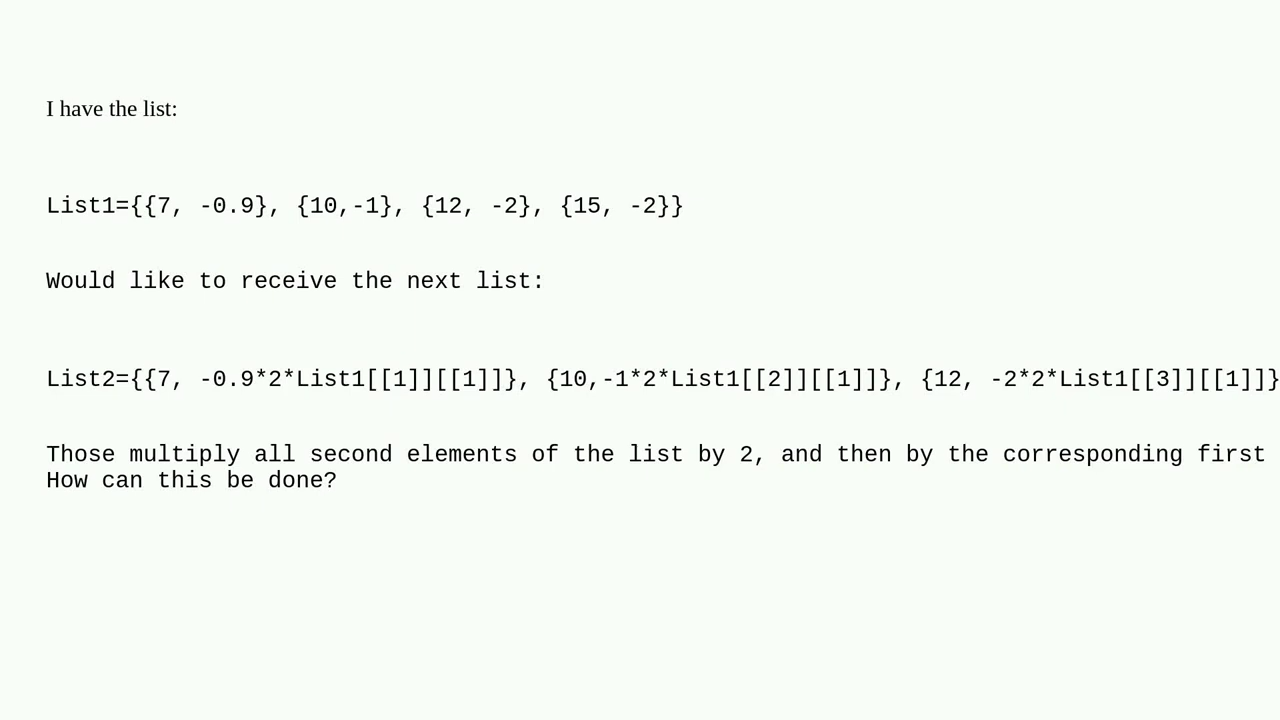 I have the list:
List1={{7, -0.9}, {10,-1}, {12, -2}, {15, -2}}
Would like to receive the next list:
List2={{7, -0.9*2*List1[[1]][[1]]}, {10,-1*2*List1[[2]][[1]]}, {12, -2*2*List1[[3]][[1]]}
Those multiply all second elements of the list by 2, and then by the corresponding first
How can this be done?